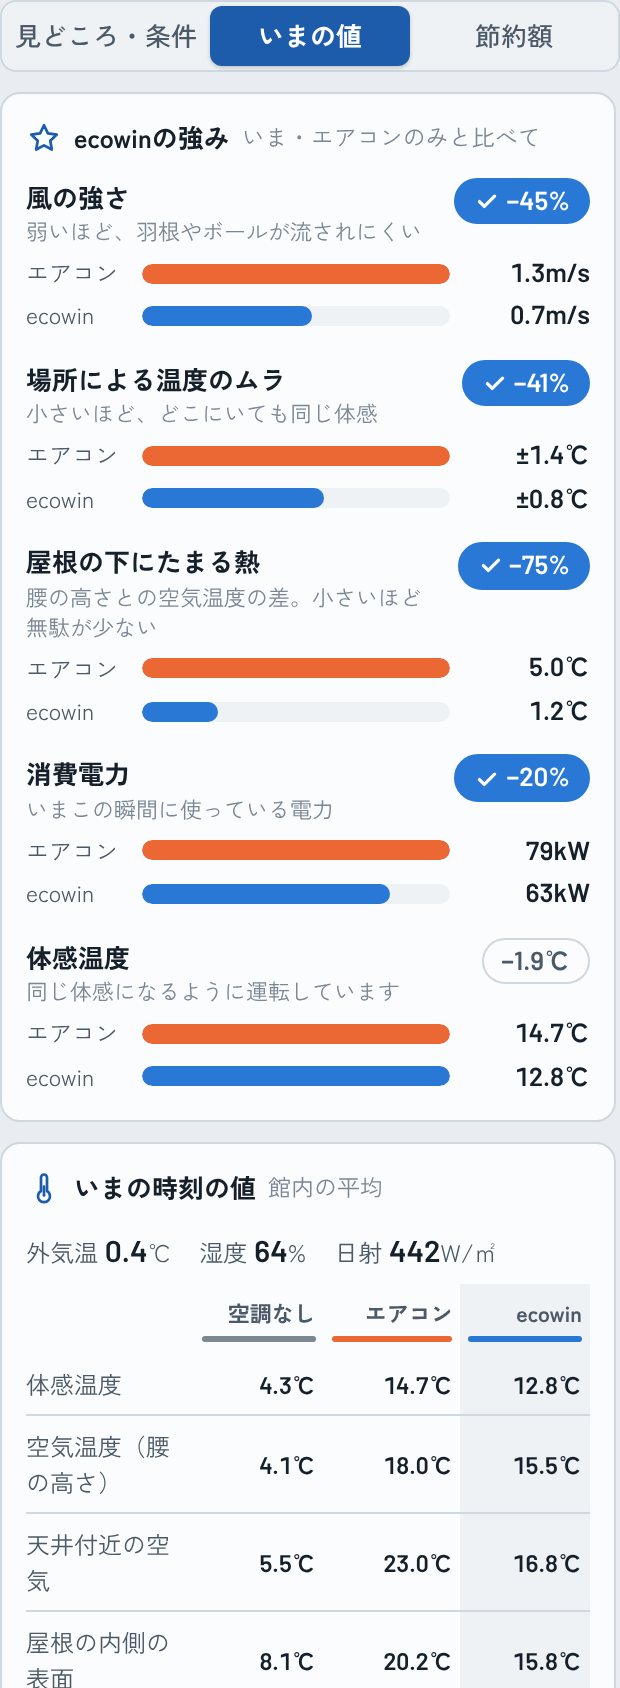 見どころ・条件 いまの値 節約額
ecowinの強み いま・エアコンのみと比べて
風の強さ −45%
弱いほど、羽根やボールが流されにくい
エアコン 1.3m/s
ecowin 0.7m/s
場所による温度のムラ −41%
小さいほど、どこにいても同じ体感
エアコン ±1.4℃
ecowin ±0.8℃
屋根の下にたまる熱 −75%
腰の高さとの空気温度の差。小さいほど
無駄が少ない
エアコン 5.0℃
ecowin 1.2℃
消費電力 −20%
いまこの瞬間に使っている電力
エアコン 79kW
ecowin 63kW
体感温度 −1.9℃
同じ体感になるように運転しています
エアコン 14.7℃
ecowin 12.8℃
いまの時刻の値 館内の平均
外気温 0.4℃ 湿度 64% 日射 442W/㎡
空調なし エアコン ecowin
体感温度 4.3℃ 14.7℃ 12.8℃
空気温度（腰
の高さ） 4.1℃ 18.0℃ 15.5℃
天井付近の空
気 5.5℃ 23.0℃ 16.8℃
屋根の内側の
表面 8.1℃ 20.2℃ 15.8℃